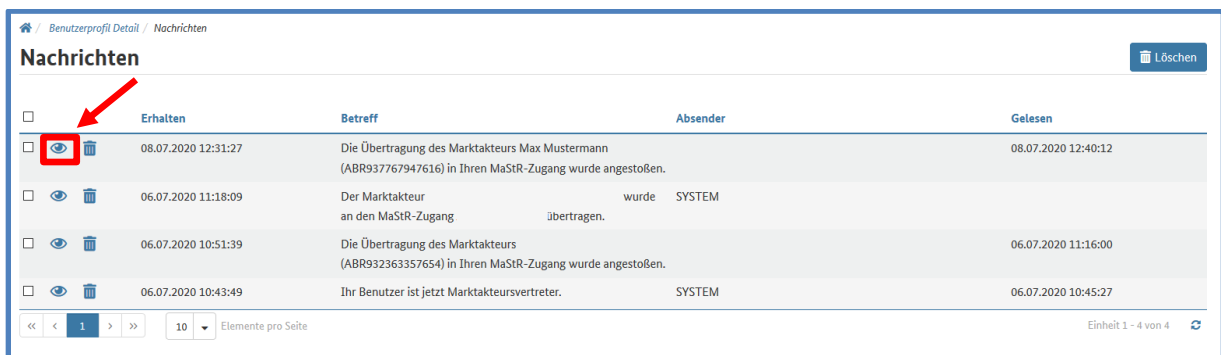 / Benutzerprofil Detail / Nachrichten
Nachrichten
Löschen
Erhalten Betreff Absender Gelesen
08.07.2020 12:31:27 Die Übertragung des Marktakteurs Max Mustermann 08.07.2020 12:40:12
(ABR937767947616) in Ihren MaStR-Zugang wurde angestoßen.
06.07.2020 11:18:09 Der Marktakteur wurde SYSTEM
an den MaStR-Zugang übertragen.
06.07.2020 10:51:39 Die Übertragung des Marktakteurs 06.07.2020 11:16:00
(ABR932363357654) in Ihren MaStR-Zugang wurde angestoßen.
06.07.2020 10:43:49 Ihr Benutzer ist jetzt Marktakteursvertreter. SYSTEM 06.07.2020 10:45:27
<< < 1 > >> 10 Elemente pro Seite Einheit 1 - 4 von 4